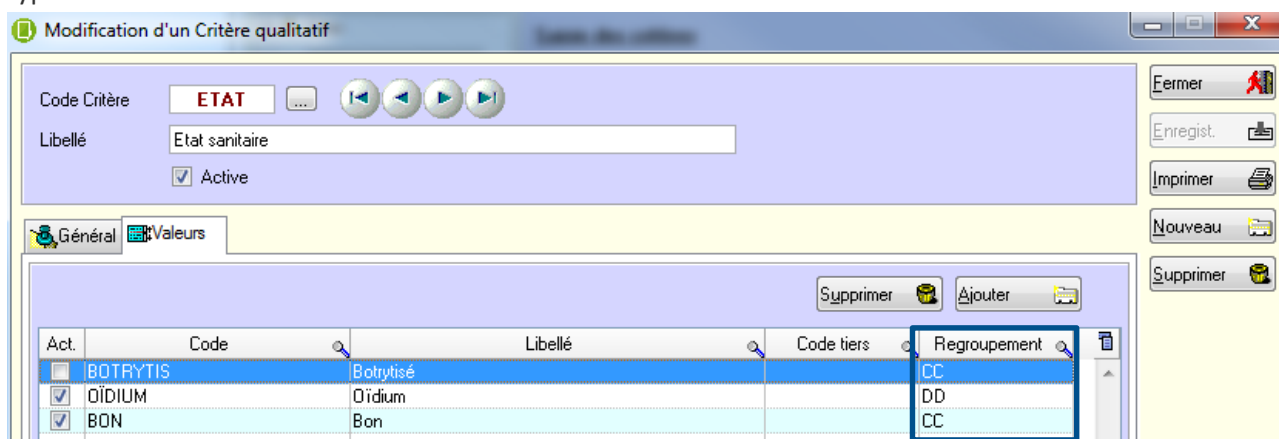 Modification d'un Critère qualitatif
Code Critère ETAT ...
Libellé Etat sanitaire
Active
Fermer
Enregist.
Imprimer
Nouveau
Supprimer
Général Valeurs
Supprimer Ajouter
Act. Code Libellé Code tiers Regroupement
BOTRYTIS Botrytisé CC
OÏDIUM Oïdium DD
BON Bon CC